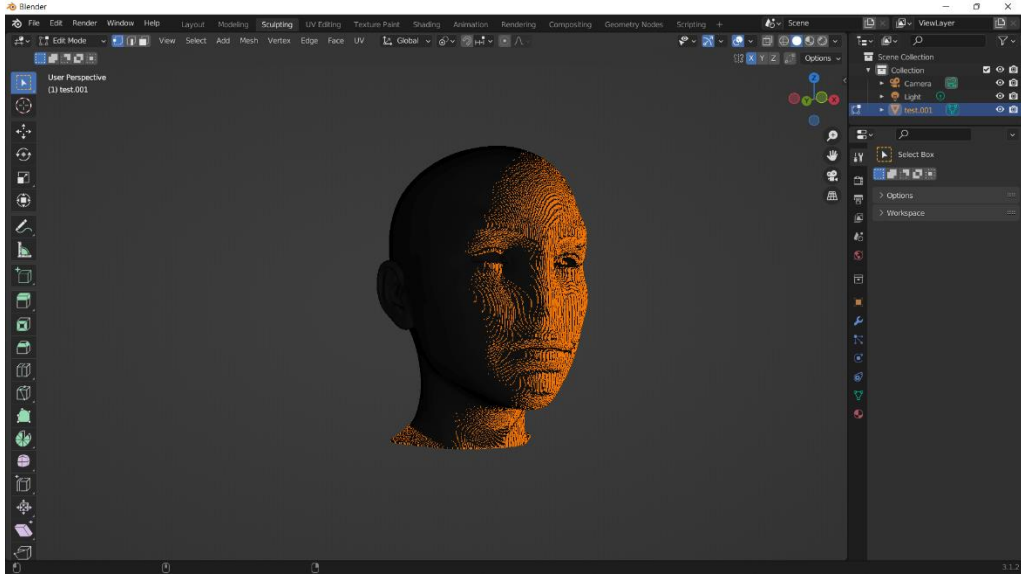 Blender
File Edit Render Window Help Layout Modeling Sculpting UV Editing Texture Paint Shading Animation Rendering Compositing Geometry Nodes Scripting + Scene ViewLayer
Edit Mode View Select Add Mesh Vertex Edge Face UV Global
X Y Z Options
User Perspective
(1) test.001
Z
Y X
Scene Collection
Collection
Camera
Light
test.001
Select Box
Options
Workspace
3.1.2